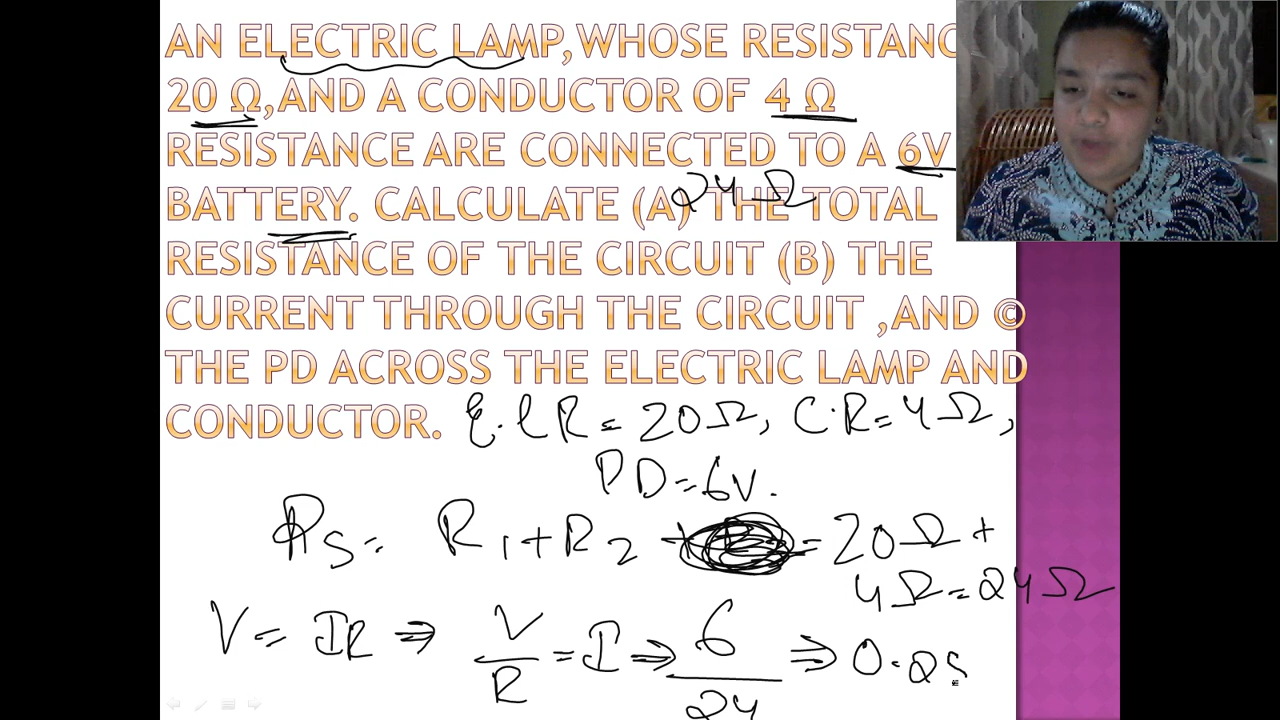 AN ELECTRIC LAMP, WHOSE RESISTANC
20 Ω, AND A CONDUCTOR OF 4 Ω
RESISTANCE ARE CONNECTED TO A 6V
24Ω
BATTERY. CALCULATE (A) THE TOTAL
RESISTANCE OF THE CIRCUIT (B) THE
CURRENT THROUGH THE CIRCUIT ,AND ©
THE PD ACROSS THE ELECTRIC LAMP AND
CONDUCTOR. E.l R = 20Ω, C.R = 4Ω,
PD = 6V.
RS = R1 + R2 + = 20Ω +
4Ω = 24Ω
V = IR ⇒ V/R = I ⇒ 6/24 ⇒ 0.25